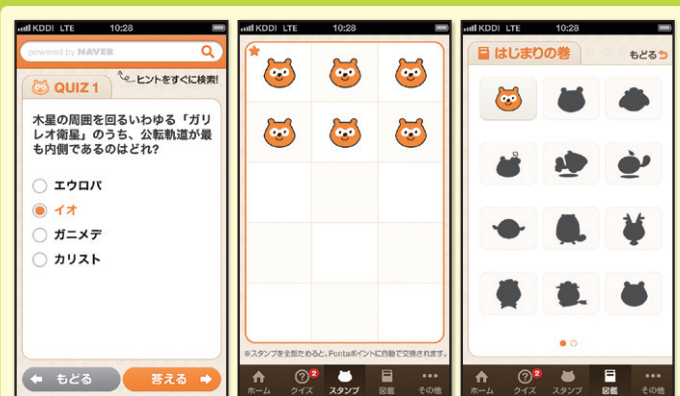 KDDI LTE 10:28
powered by NAVER
QUIZ 1
ヒントをすぐに検索!
木星の周囲を回るいわゆる「ガリ
レオ衛星」のうち、公転軌道が最
も内側であるのはどれ?
エウロパ
イオ
ガニメデ
カリスト
もどる
答える
KDDI LTE 10:28
※スタンプを全部ためると、Pontaポイントに自動で交換されます。
ホーム
クイズ
2
スタンプ
図鑑
その他
KDDI LTE 10:28
はじまりの巻
もどる
ホーム
クイズ
2
スタンプ
図鑑
その他